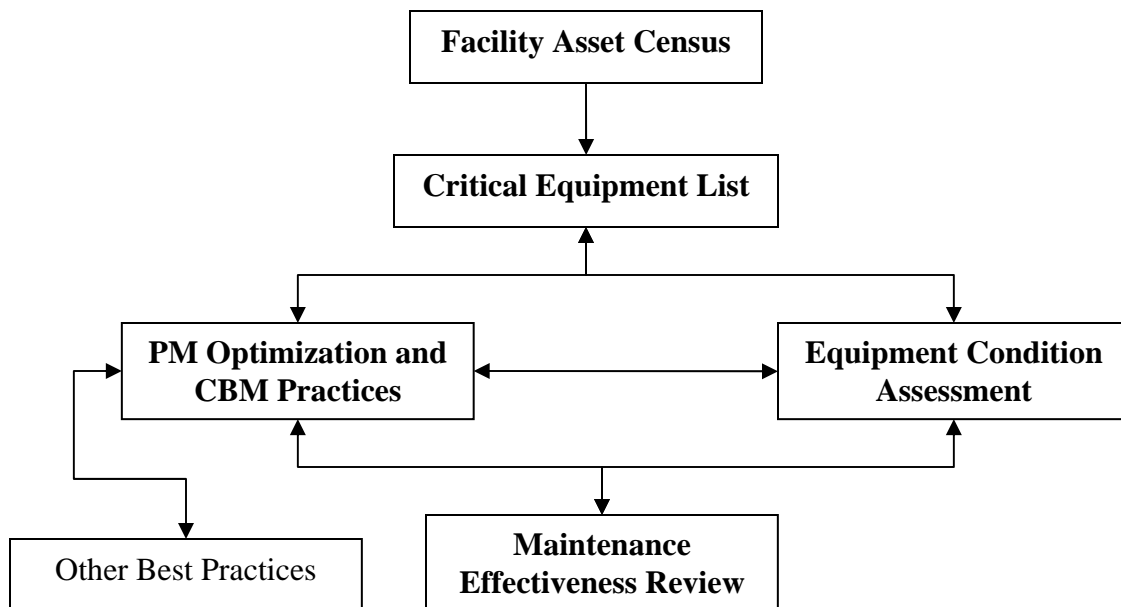 Facility Asset Census
Critical Equipment List
PM Optimization and
CBM Practices
Equipment Condition
Assessment
Other Best Practices
Maintenance
Effectiveness Review